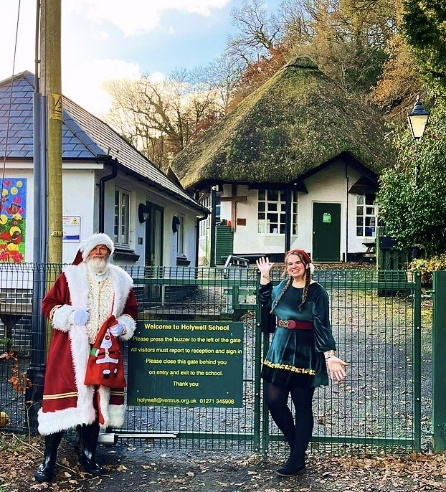 Welcome to Holywell School
Please press the buzzer to the left of the gate
All visitors must report to reception and sign in
Please close this gate behind you
on entry and exit to the school.
Thank you
holywell@ventrus.org.uk 01271 345908